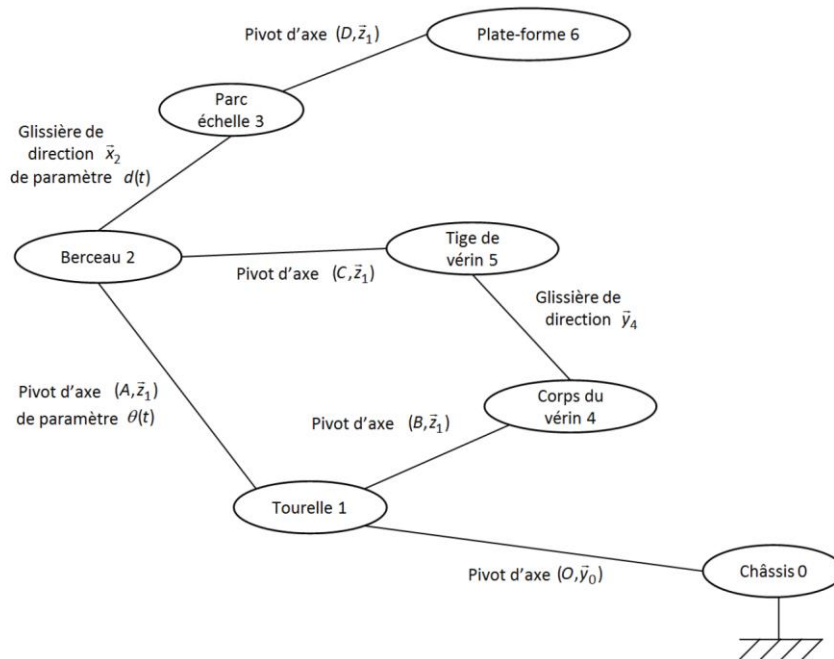 Pivot d'axe (D,z⃗₁)
Plate-forme 6
Parc
échelle 3
Glissière de
direction x⃗₂
de paramètre d(t)
Berceau 2
Tige de
vérin 5
Pivot d'axe (C,z⃗₁)
Glissière de
direction y⃗₄
Pivot d'axe (A,z⃗₁)
de paramètre θ(t)
Corps du
vérin 4
Pivot d'axe (B,z⃗₁)
Tourelle 1
Pivot d'axe (O,y⃗₀)
Châssis 0